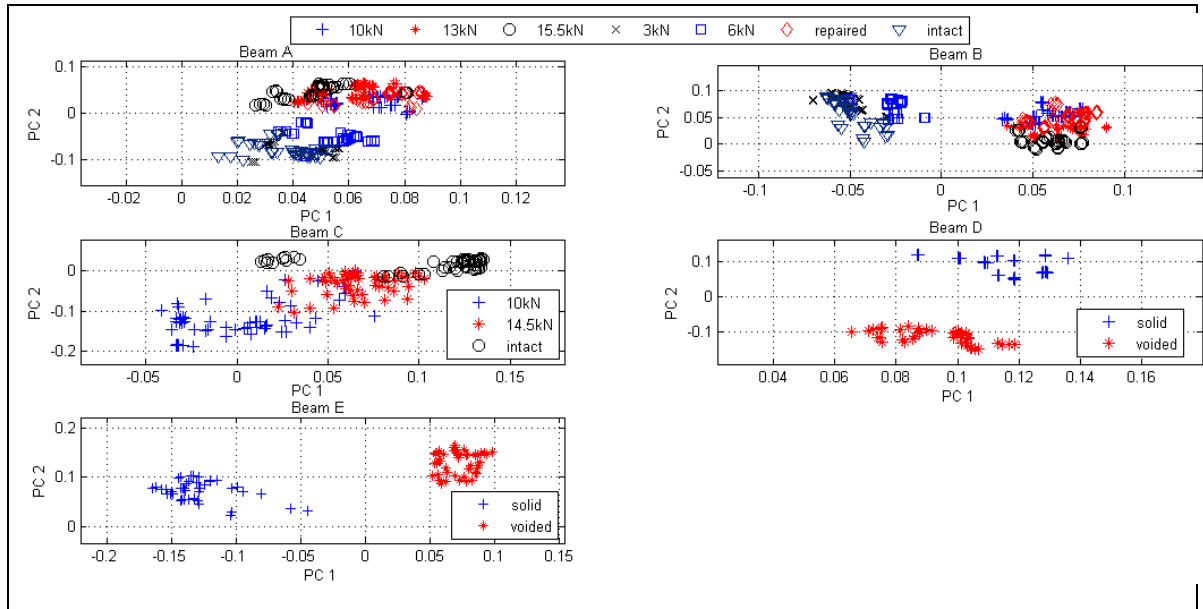 10kN 13kN 15.5kN 3kN 6kN repaired intact
Beam A
PC 2
0.1
0
-0.1
-0.02 0 0.02 0.04 0.06 0.08 0.1 0.12
PC 1
Beam B
PC 2
0.1
0.05
0
0.05
-0.1 -0.05 0 0.05 0.1
PC 1
Beam C
PC 2
0.1
0
-0.1
-0.2
10kN
14.5kN
intact
-0.05 0 0.05 0.1 0.15
PC 1
Beam D
PC 2
0.1
0
-0.1
solid
voided
0.04 0.06 0.08 0.1 0.12 0.14 0.16
PC 1
Beam E
PC 2
0.2
0.1
0
solid
voided
-0.2 -0.15 -0.1 -0.05 0 0.05 0.1 0.15
PC 1